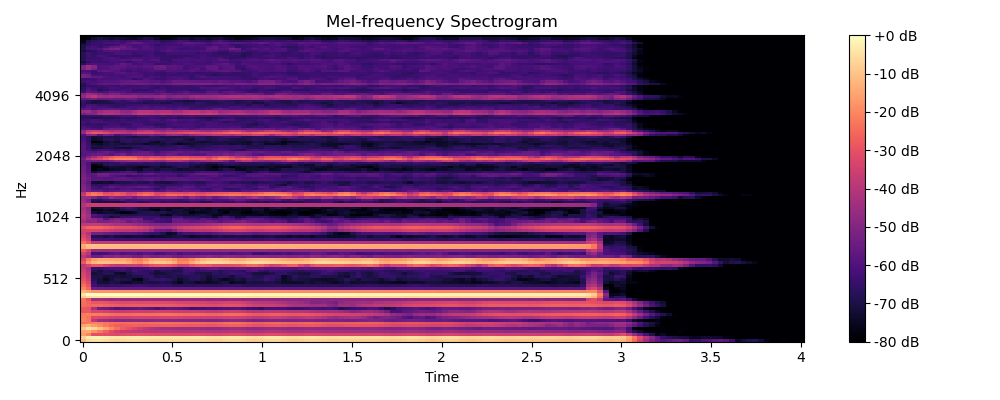 Mel-frequency Spectrogram
Hz
4096
2048
1024
512
0
0 0.5 1 1.5 2 2.5 3 3.5 4
Time
+0 dB
-10 dB
-20 dB
-30 dB
-40 dB
-50 dB
-60 dB
-70 dB
-80 dB